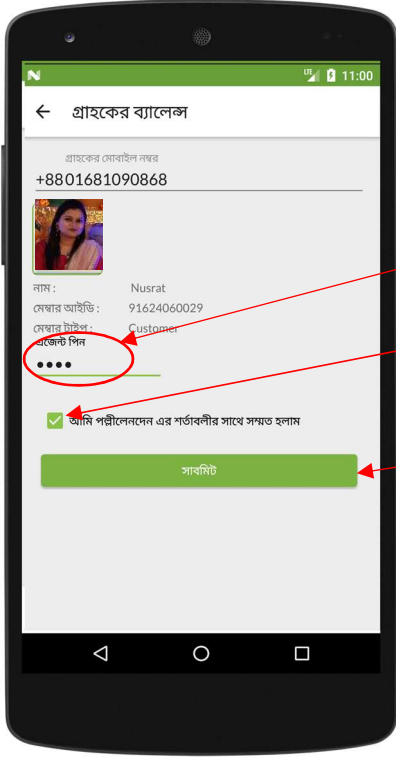 LTE 11:00
গ্রাহকের ব্যালেন্স
গ্রাহকের মোবাইল নম্বর
+8801681090868
নাম : Nusrat
মেম্বার আইডি : 91624060029
মেম্বার টাইপ : Customer
এজেন্ট পিন
আমি পল্লীলেনদেন এর শর্তাবলীর সাথে সম্মত হলাম
সাবমিট